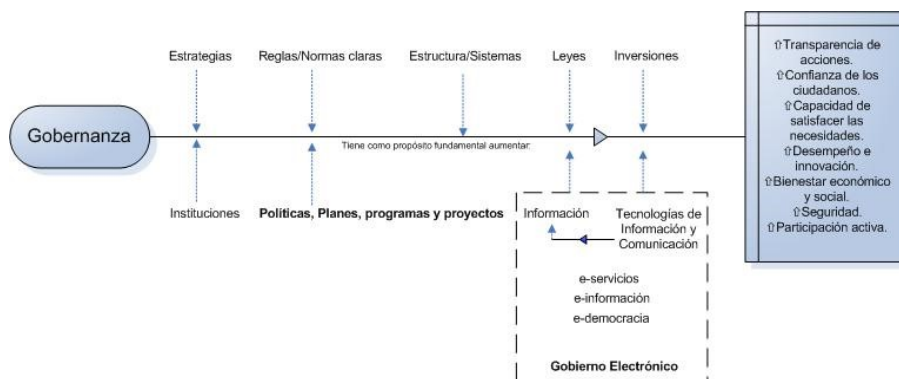 Estrategias
Reglas/Normas claras
Estructura/Sistemas
Leyes
Inversiones
Gobernanza
Tiene como propósito fundamental aumentar:
Instituciones
Políticas, Planes, programas y proyectos
Información
Tecnologías de
Información y
Comunicación
e-servicios
e-información
e-democracia
Gobierno Electrónico
⇧Transparencia de
acciones.
⇧Confianza de los
ciudadanos.
⇧Capacidad de
satisfacer las
necesidades.
⇧Desempeño e
innovación.
⇧Bienestar económico
y social.
⇧Seguridad.
⇧Participación activa.